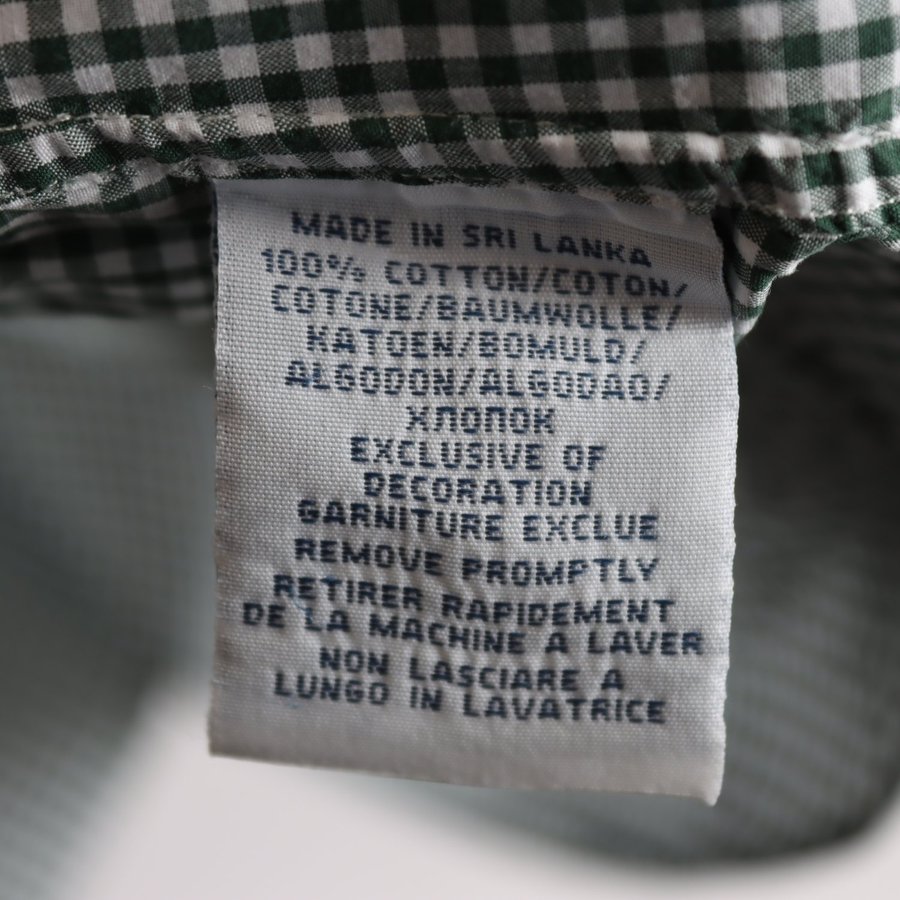 MADE IN SRI LANKA
100% COTTON/COTON/
COTONE/BAUMWOLLE/
KATOEN/BOMULD/
ALGODON/ALGODAO/
ХЛОПОК
EXCLUSIVE OF
DECORATION
GARNITURE EXCLUE
REMOVE PROMPTLY
RETIRER RAPIDEMENT
DE LA MACHINE A LAVER
NON LASCIARE A
LUNGO IN LAVATRICE